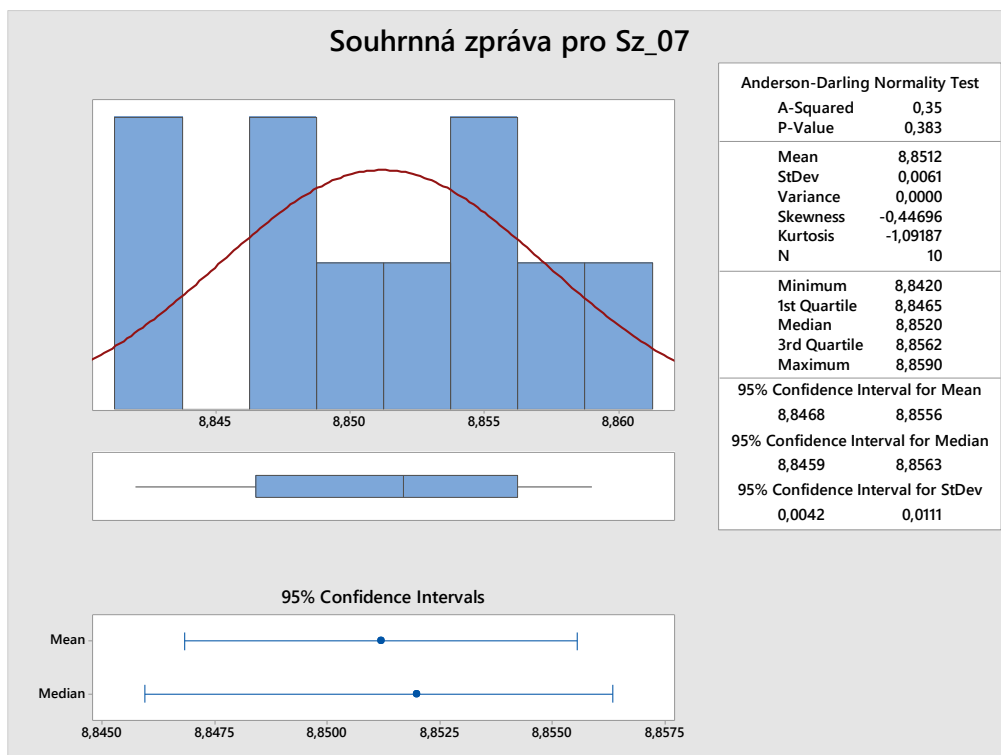 Souhrnná zpráva pro Sz_07
8,845 8,850 8,855 8,860
95% Confidence Intervals
Mean
Median
8,8450 8,8475 8,8500 8,8525 8,8550 8,8575
Anderson-Darling Normality Test
A-Squared 0,35
P-Value 0,383
Mean 8,8512
StDev 0,0061
Variance 0,0000
Skewness -0,44696
Kurtosis -1,09187
N 10
Minimum 8,8420
1st Quartile 8,8465
Median 8,8520
3rd Quartile 8,8562
Maximum 8,8590
95% Confidence Interval for Mean
8,8468 8,8556
95% Confidence Interval for Median
8,8459 8,8563
95% Confidence Interval for StDev
0,0042 0,0111